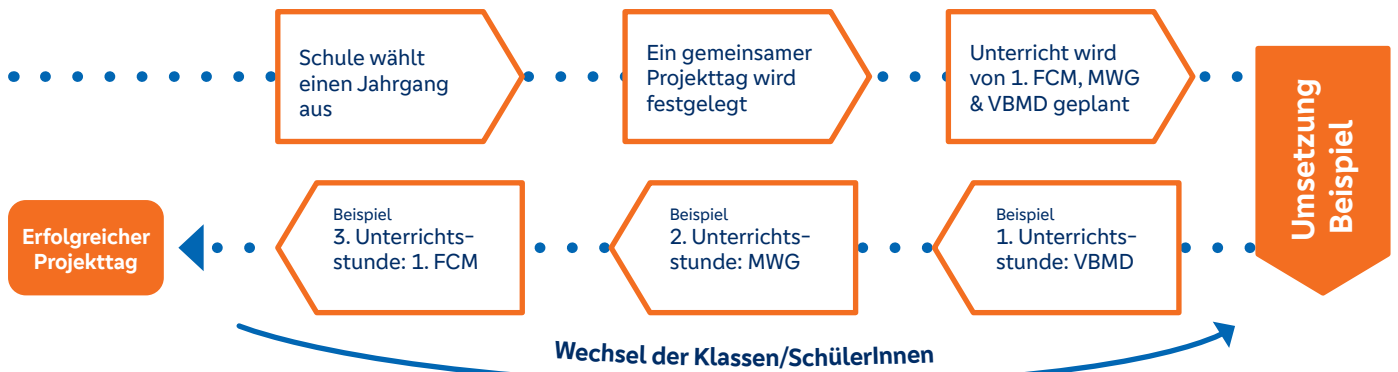 Schule wählt
einen Jahrgang
aus
Ein gemeinsamer
Projekttag wird
festgelegt
Unterricht wird
von 1. FCM, MWG
& VBMD geplant
Umsetzung
Beispiel
Beispiel
1. Unterrichts-
stunde: VBMD
Beispiel
2. Unterrichts-
stunde: MWG
Beispiel
3. Unterrichts-
stunde: 1. FCM
Erfolgreicher
Projekttag
Wechsel der Klassen/SchülerInnen